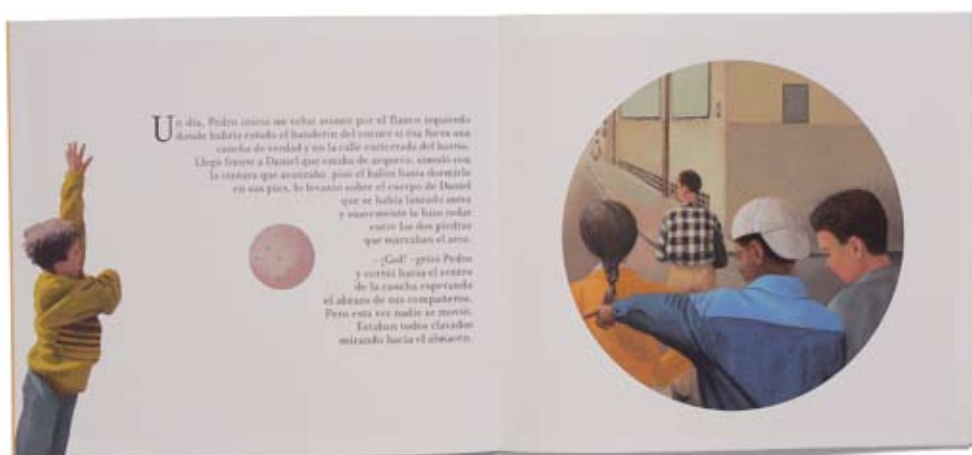 Un día, Pedro inició un veloz avance por el flanco izquierdo
donde habría estado el banderín del corner si ésa fuera una
cancha de verdad y no la calle enterrada del barrio.
Llegó frente a Daniel que estaba de arquero, simuló con
la cintura que avanzaba, pisó el balón hasta dormirlo
en sus pies, lo levantó sobre el cuerpo de Daniel
que se había lanzado antes
y suavemente lo hizo rodar
entre las dos piedras
que marcaban el arco.
-¡Gol! -gritó Pedro
y corrió hacia el centro
de la cancha esperando
el abrazo de sus compañeros.
Pero esta vez nadie se movió.
Estaban todos clavados
mirando hacia el almacén.